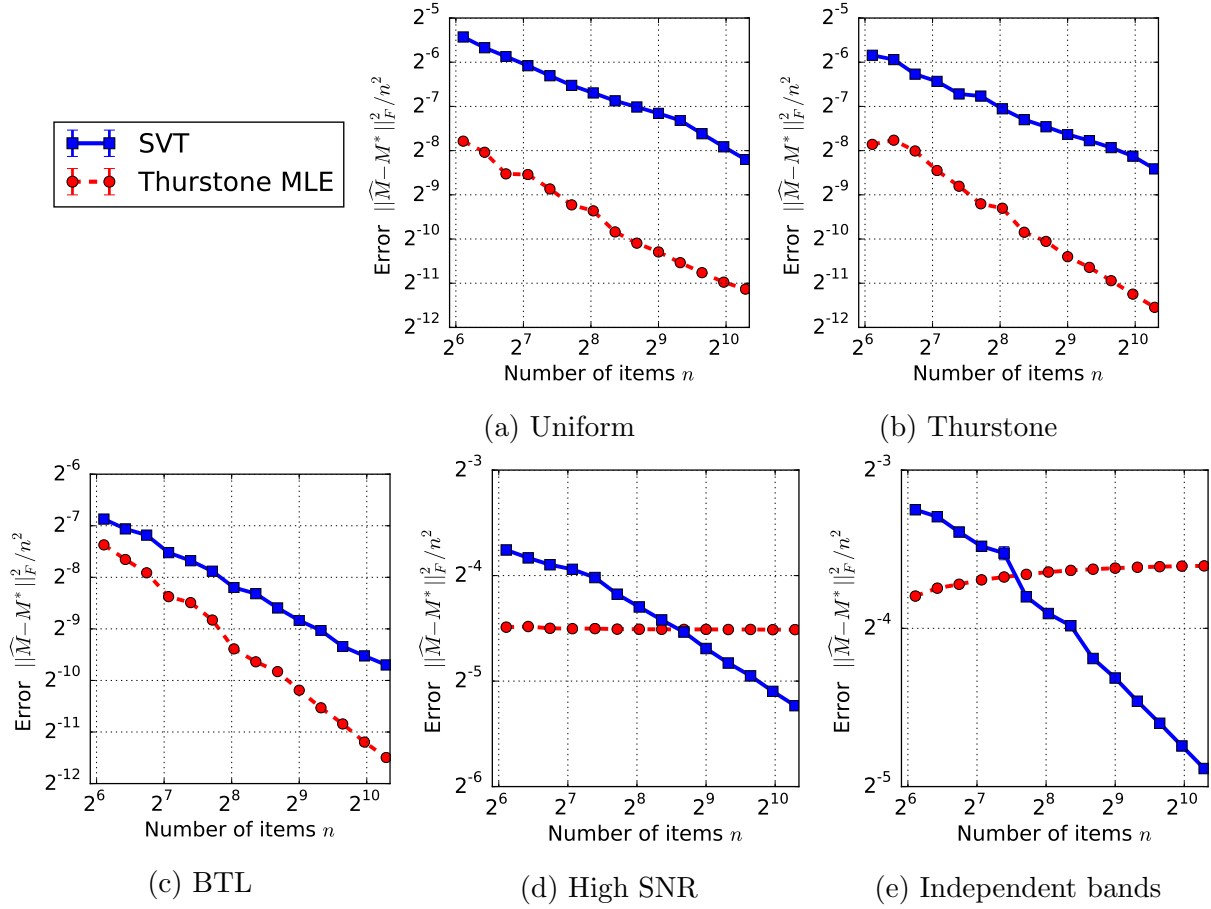 SVT
Thurstone MLE
Error ||M̂−M*||²_F/n²
2^-5
2^-6
2^-7
2^-8
2^-9
2^-10
2^-11
2^-12
2^6 2^7 2^8 2^9 2^10
Number of items n
(a) Uniform
Error ||M̂−M*||²_F/n²
2^-5
2^-6
2^-7
2^-8
2^-9
2^-10
2^-11
2^-12
2^6 2^7 2^8 2^9 2^10
Number of items n
(b) Thurstone
Error ||M̂−M*||²_F/n²
2^-6
2^-7
2^-8
2^-9
2^-10
2^-11
2^-12
2^6 2^7 2^8 2^9 2^10
Number of items n
(c) BTL
Error ||M̂−M*||²_F/n²
2^-3
2^-4
2^-5
2^-6
2^6 2^7 2^8 2^9 2^10
Number of items n
(d) High SNR
Error ||M̂−M*||²_F/n²
2^-3
2^-4
2^-5
2^6 2^7 2^8 2^9 2^10
Number of items n
(e) Independent bands